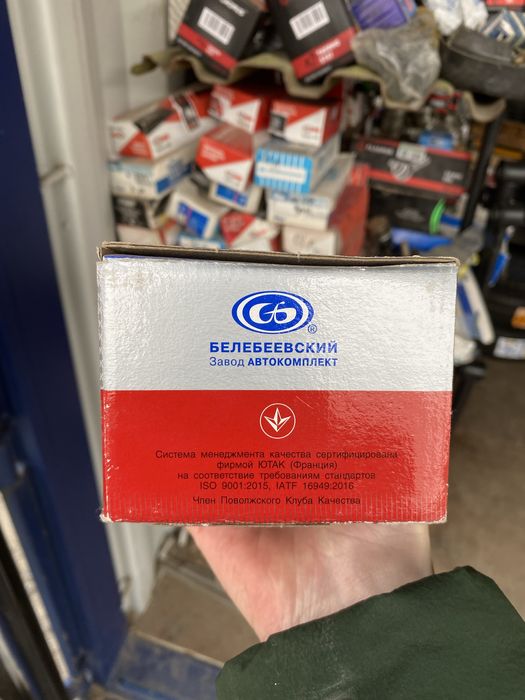 ®
БЕЛЕБЕЕВСКИЙ
Завод АВТОКОМПЛЕКТ
Система менеджмента качества сертифицирована
фирмой ЮТАК (Франция)
на соответствие требованиям стандартов
ISO 9001:2015, IATF 16949:2016
Член Поволжского Клуба Качества